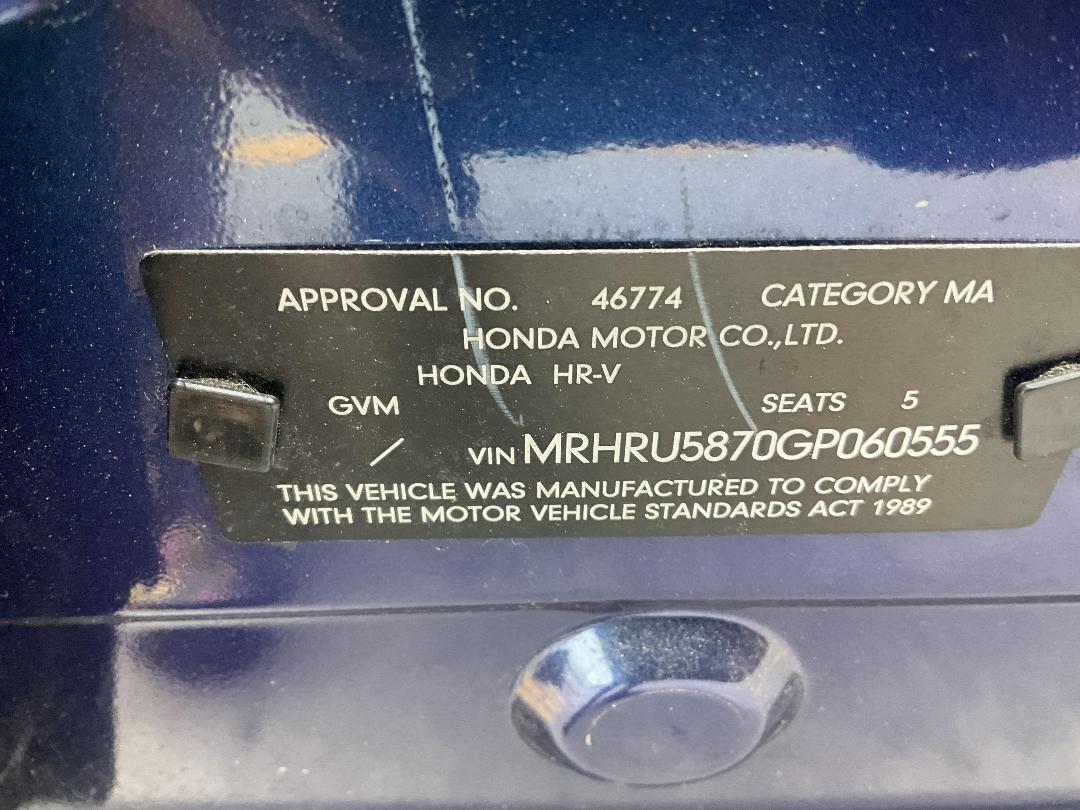 APPROVAL NO. 46774 CATEGORY MA
HONDA MOTOR CO.,LTD.
HONDA HR-V
GVM SEATS 5
/ VIN MRHRU5870GP060555
THIS VEHICLE WAS MANUFACTURED TO COMPLY
WITH THE MOTOR VEHICLE STANDARDS ACT 1989